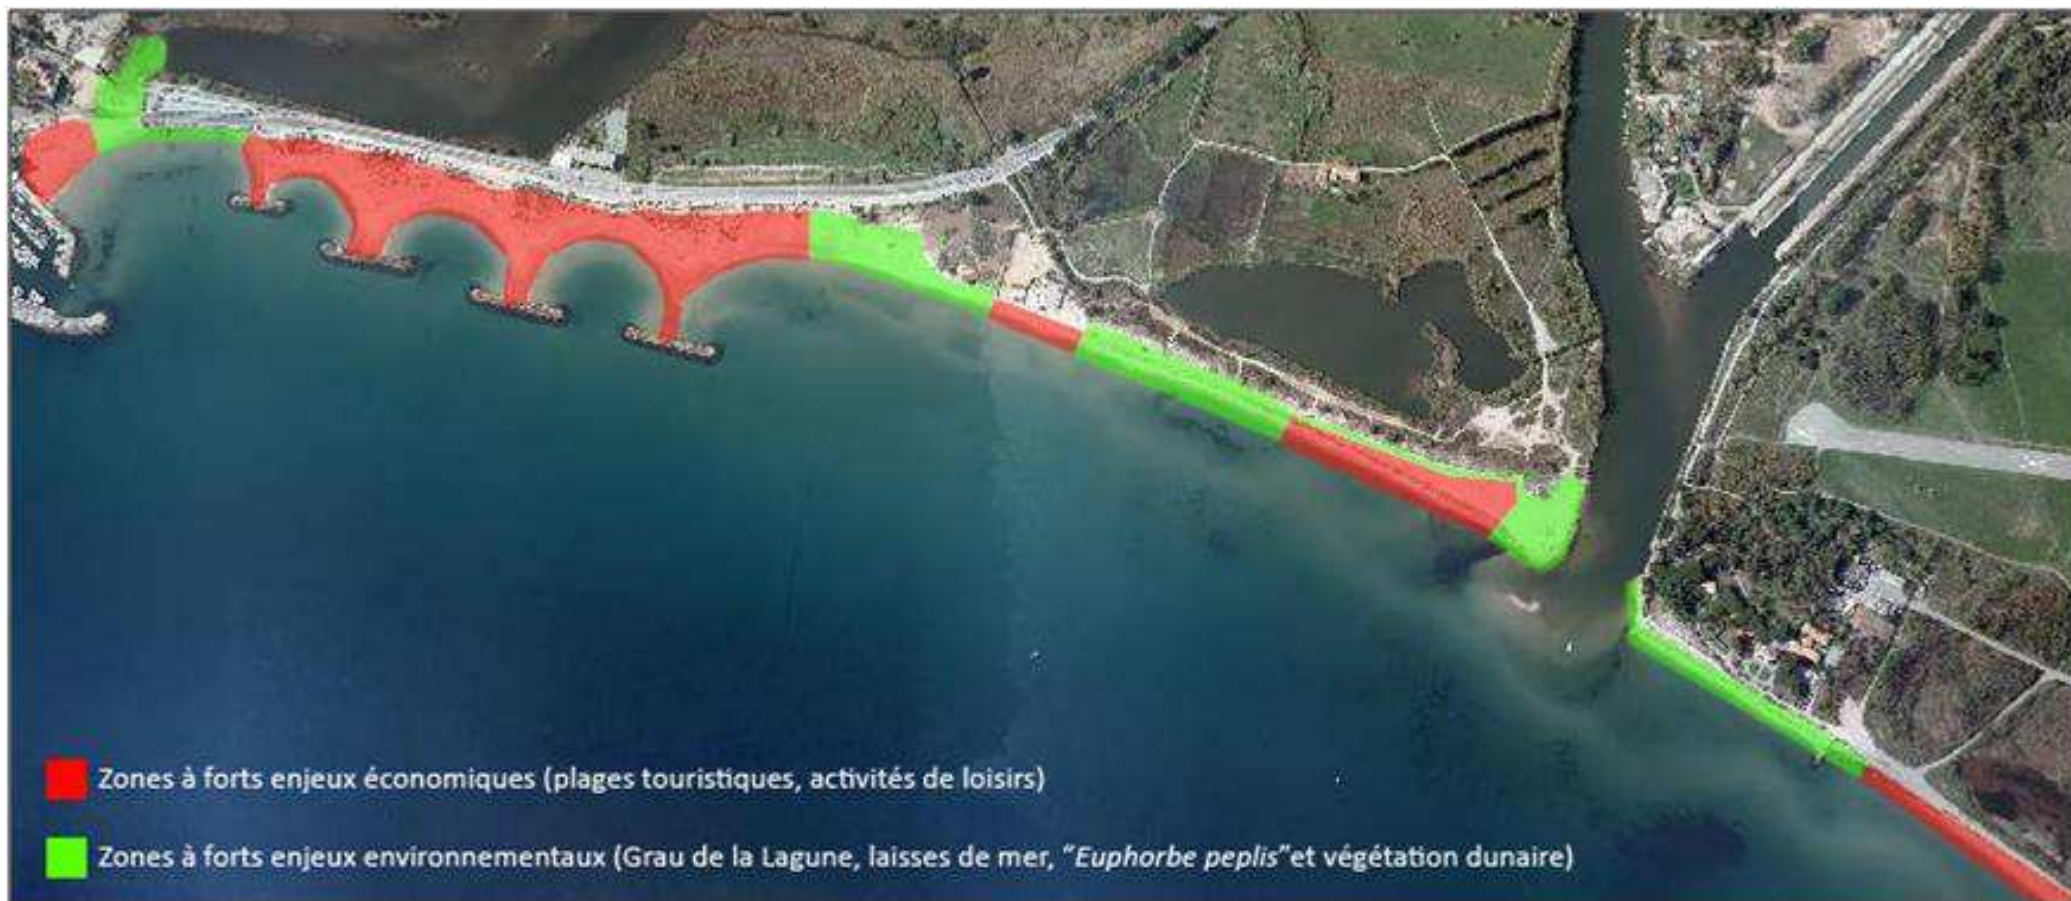 Zones à forts enjeux économiques (plages touristiques, activités de loisirs)
Zones à forts enjeux environnementaux (Grau de la Lagune, laisses de mer, “Euphorbe peplis”et végétation dunaire)